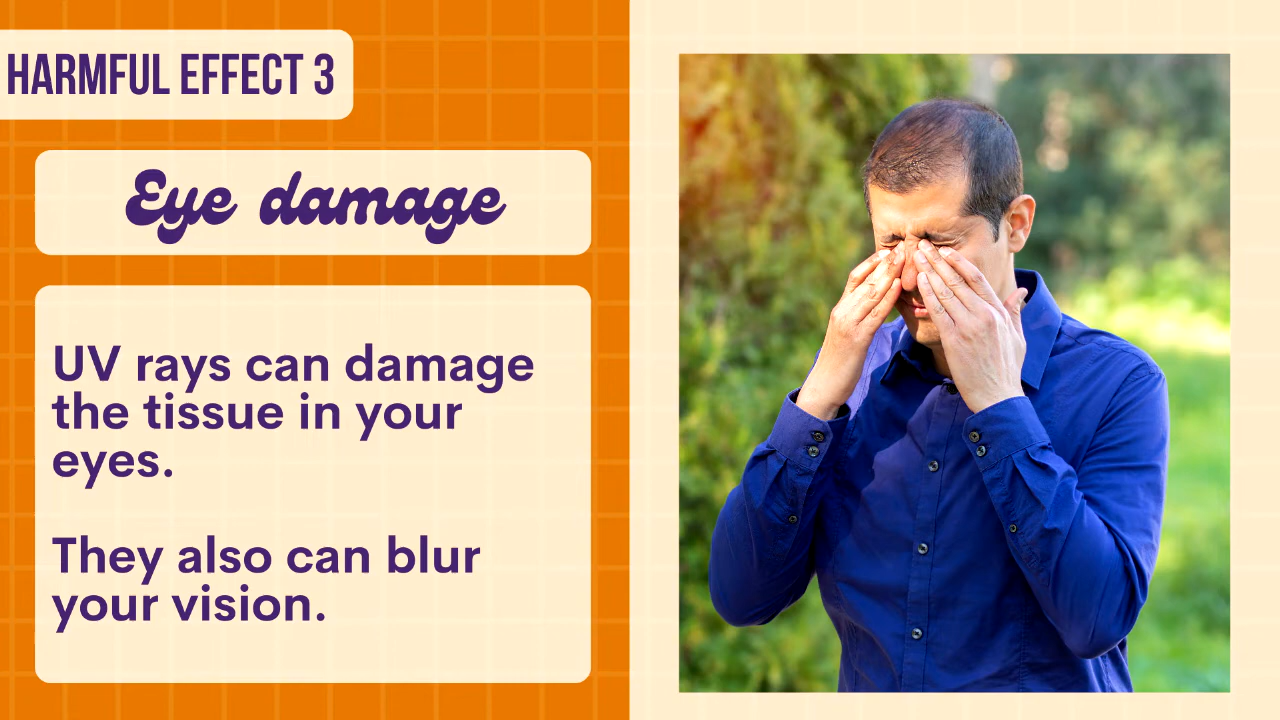 HARMFUL EFFECT 3
Eye damage
UV rays can damage
the tissue in your
eyes.
They also can blur
your vision.